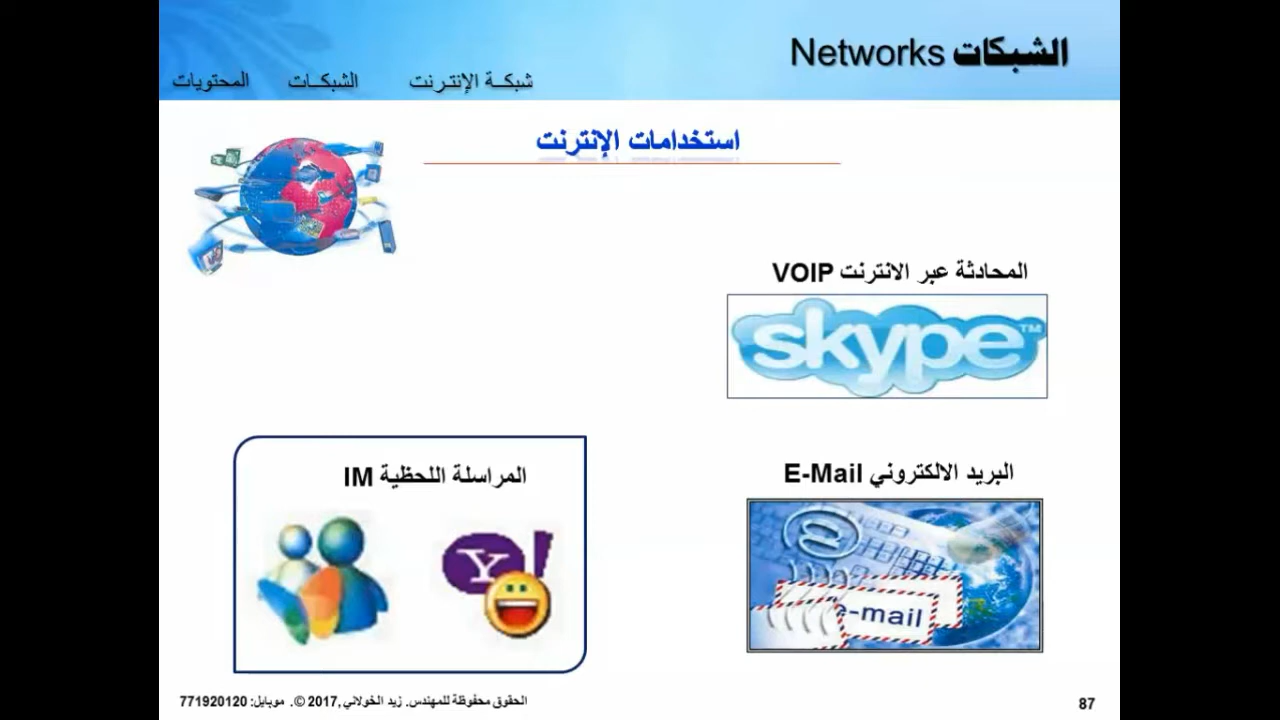 الشبكات Networks
شبكـة الإنتـرنت الشبكـات المحتويات
استخدامات الإنترنت
المحادثة عبر الانترنت VOIP
skype™
البريد الالكتروني E-Mail
@
e-mail
المراسلة اللحظية IM
Y!
الحقوق محفوظة للمهندس. زيد الخولاني ,2017 ©. موبايل: 771920120
87